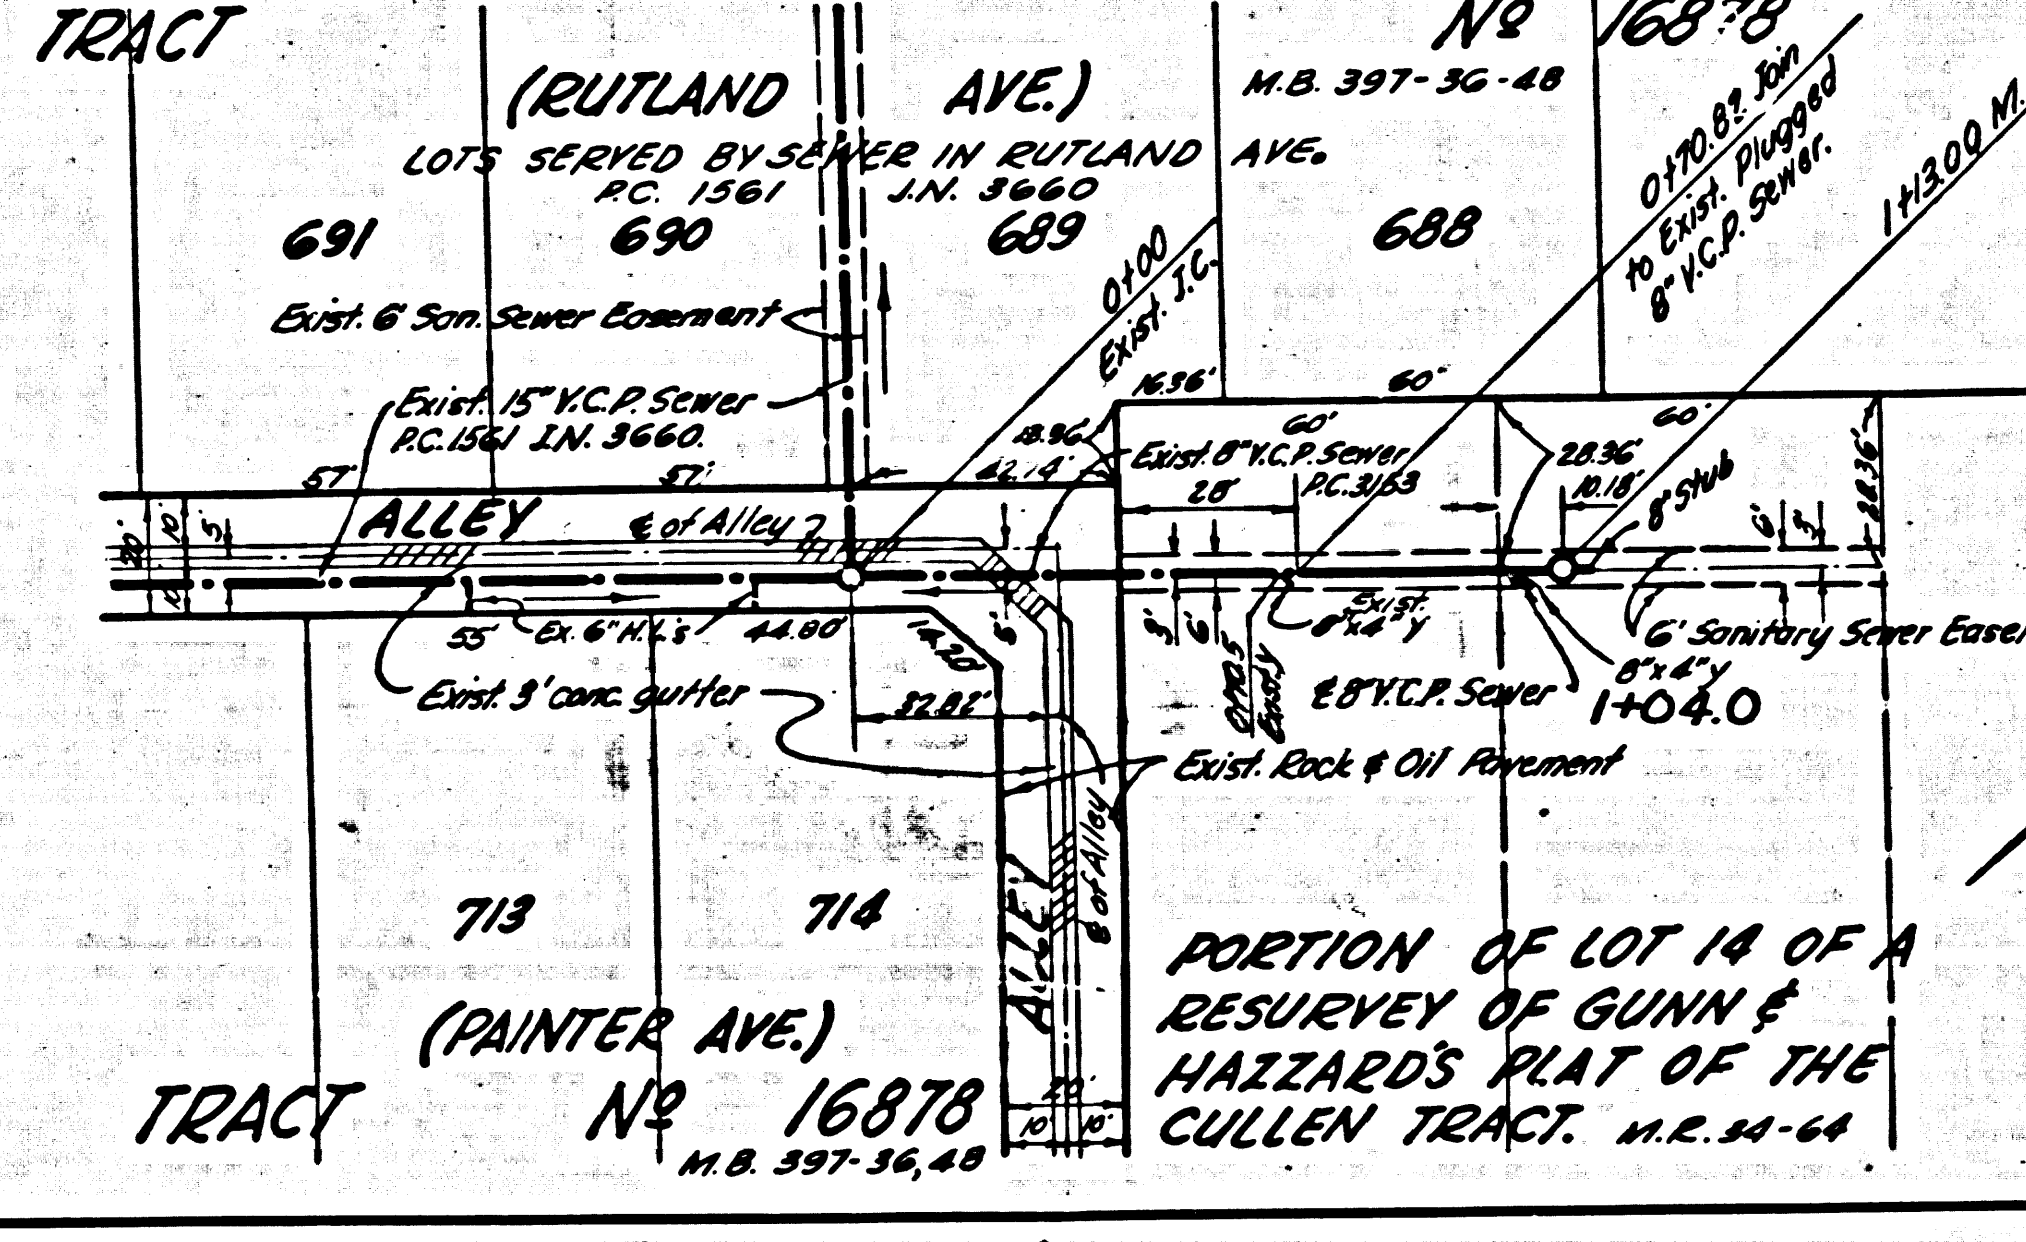 TRACT
Nº 16878
(RUTLAND AVE.)
M.B. 397-36-48
LOTS SERVED BY SEWER IN RUTLAND AVE.
P.C. 1561 J.N. 3660
691
690
689
688
0+00
Exist. I.C.
Join
to Exist. Plugged
8" V.C.P. Sewer.
1+13.00 M.
Exist. 6' San. Sewer Easement
Exist. 15" V.C.P. Sewer
P.C. 1561 J.N. 3660.
16.36'
60'
60'
60'
57'
57'
42.14'
Exist. 8" V.C.P. Sewer
P.C. 3163
28'
28.36'
10.18'
8" Stub
28.36'
ALLEY
℄ of Alley
20'
10'
5'
10'
6'
3'
55'
Ex. 6" H.L.'s
44.80'
14.20'
6'
3'
6'
Exist.
8"x4" y
6' Sanitary Sewer Easem
8"x4" y
1+04.0
℄ 8" V.C.P. Sewer
Exist. 3' conc. gutter
32.82'
Exist. Rock & Oil Pavement
713
714
ALLEY
℄ of Alley
PORTION OF LOT 14 OF A
RESURVEY OF GUNN &
HAZZARD'S PLAT OF THE
CULLEN TRACT. M.R. 34-64
(PAINTER AVE.)
TRACT Nº 16878
M.B. 397-36,48
20'
10' 10'